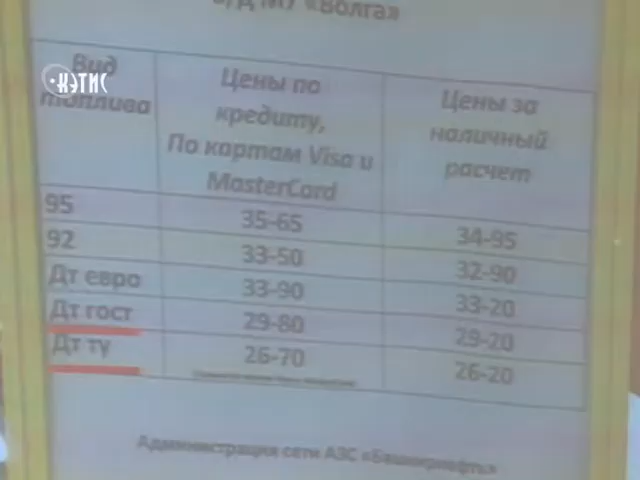 «Волга»
КЭТИС
Вид топлива
Цены по
кредиту,
По картам Visa и
MasterCard
Цены за
наличный
расчет
95 35-65 34-95
92 33-50 32-90
Дт евро 33-90 33-20
Дт гост 29-80 29-20
Дт ту 26-70 26-20
Администрация сети АЗС «Башнефть»